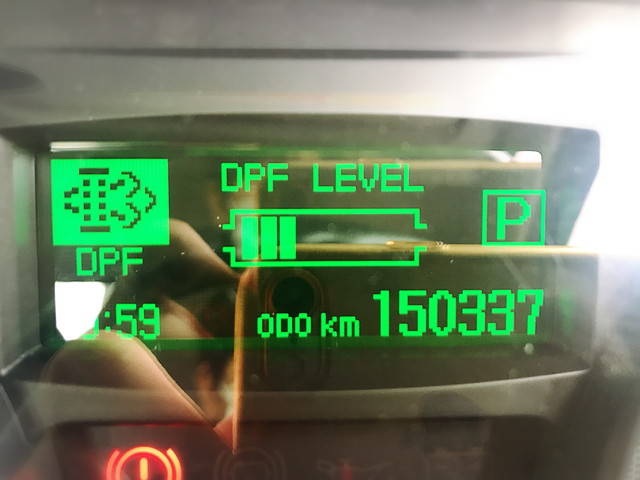 DPF LEVEL
P
DPF
:59
ODO km 150337